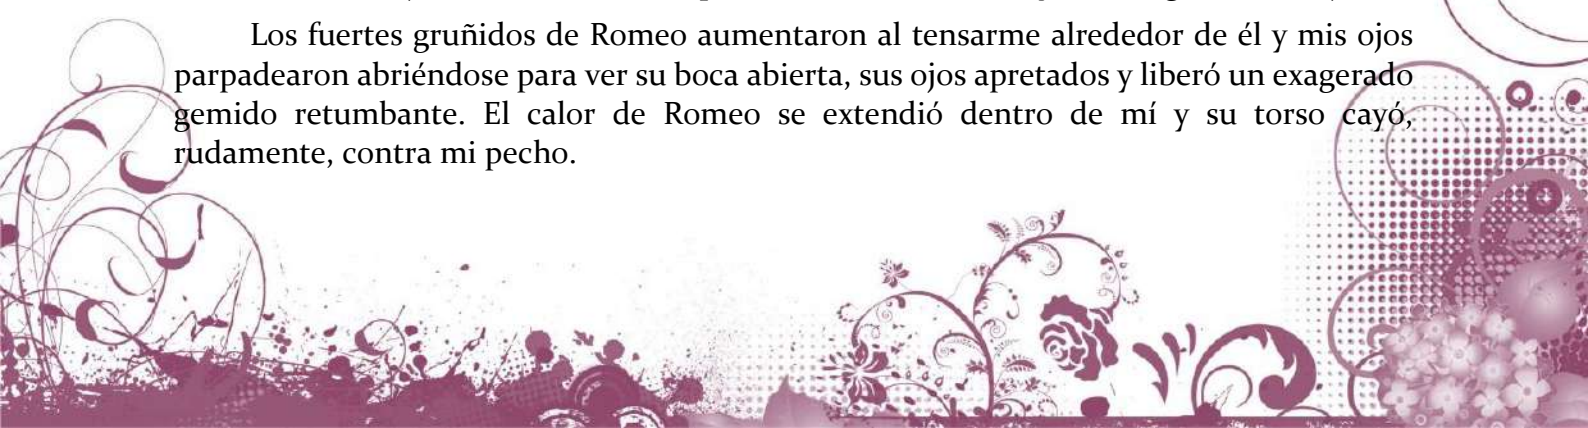 Los fuertes gruñidos de Romeo aumentaron al tensarme alrededor de él y mis ojos
parpadearon abriéndose para ver su boca abierta, sus ojos apretados y liberó un exagerado
gemido retumbante. El calor de Romeo se extendió dentro de mí y su torso cayó,
rudamente, contra mi pecho.